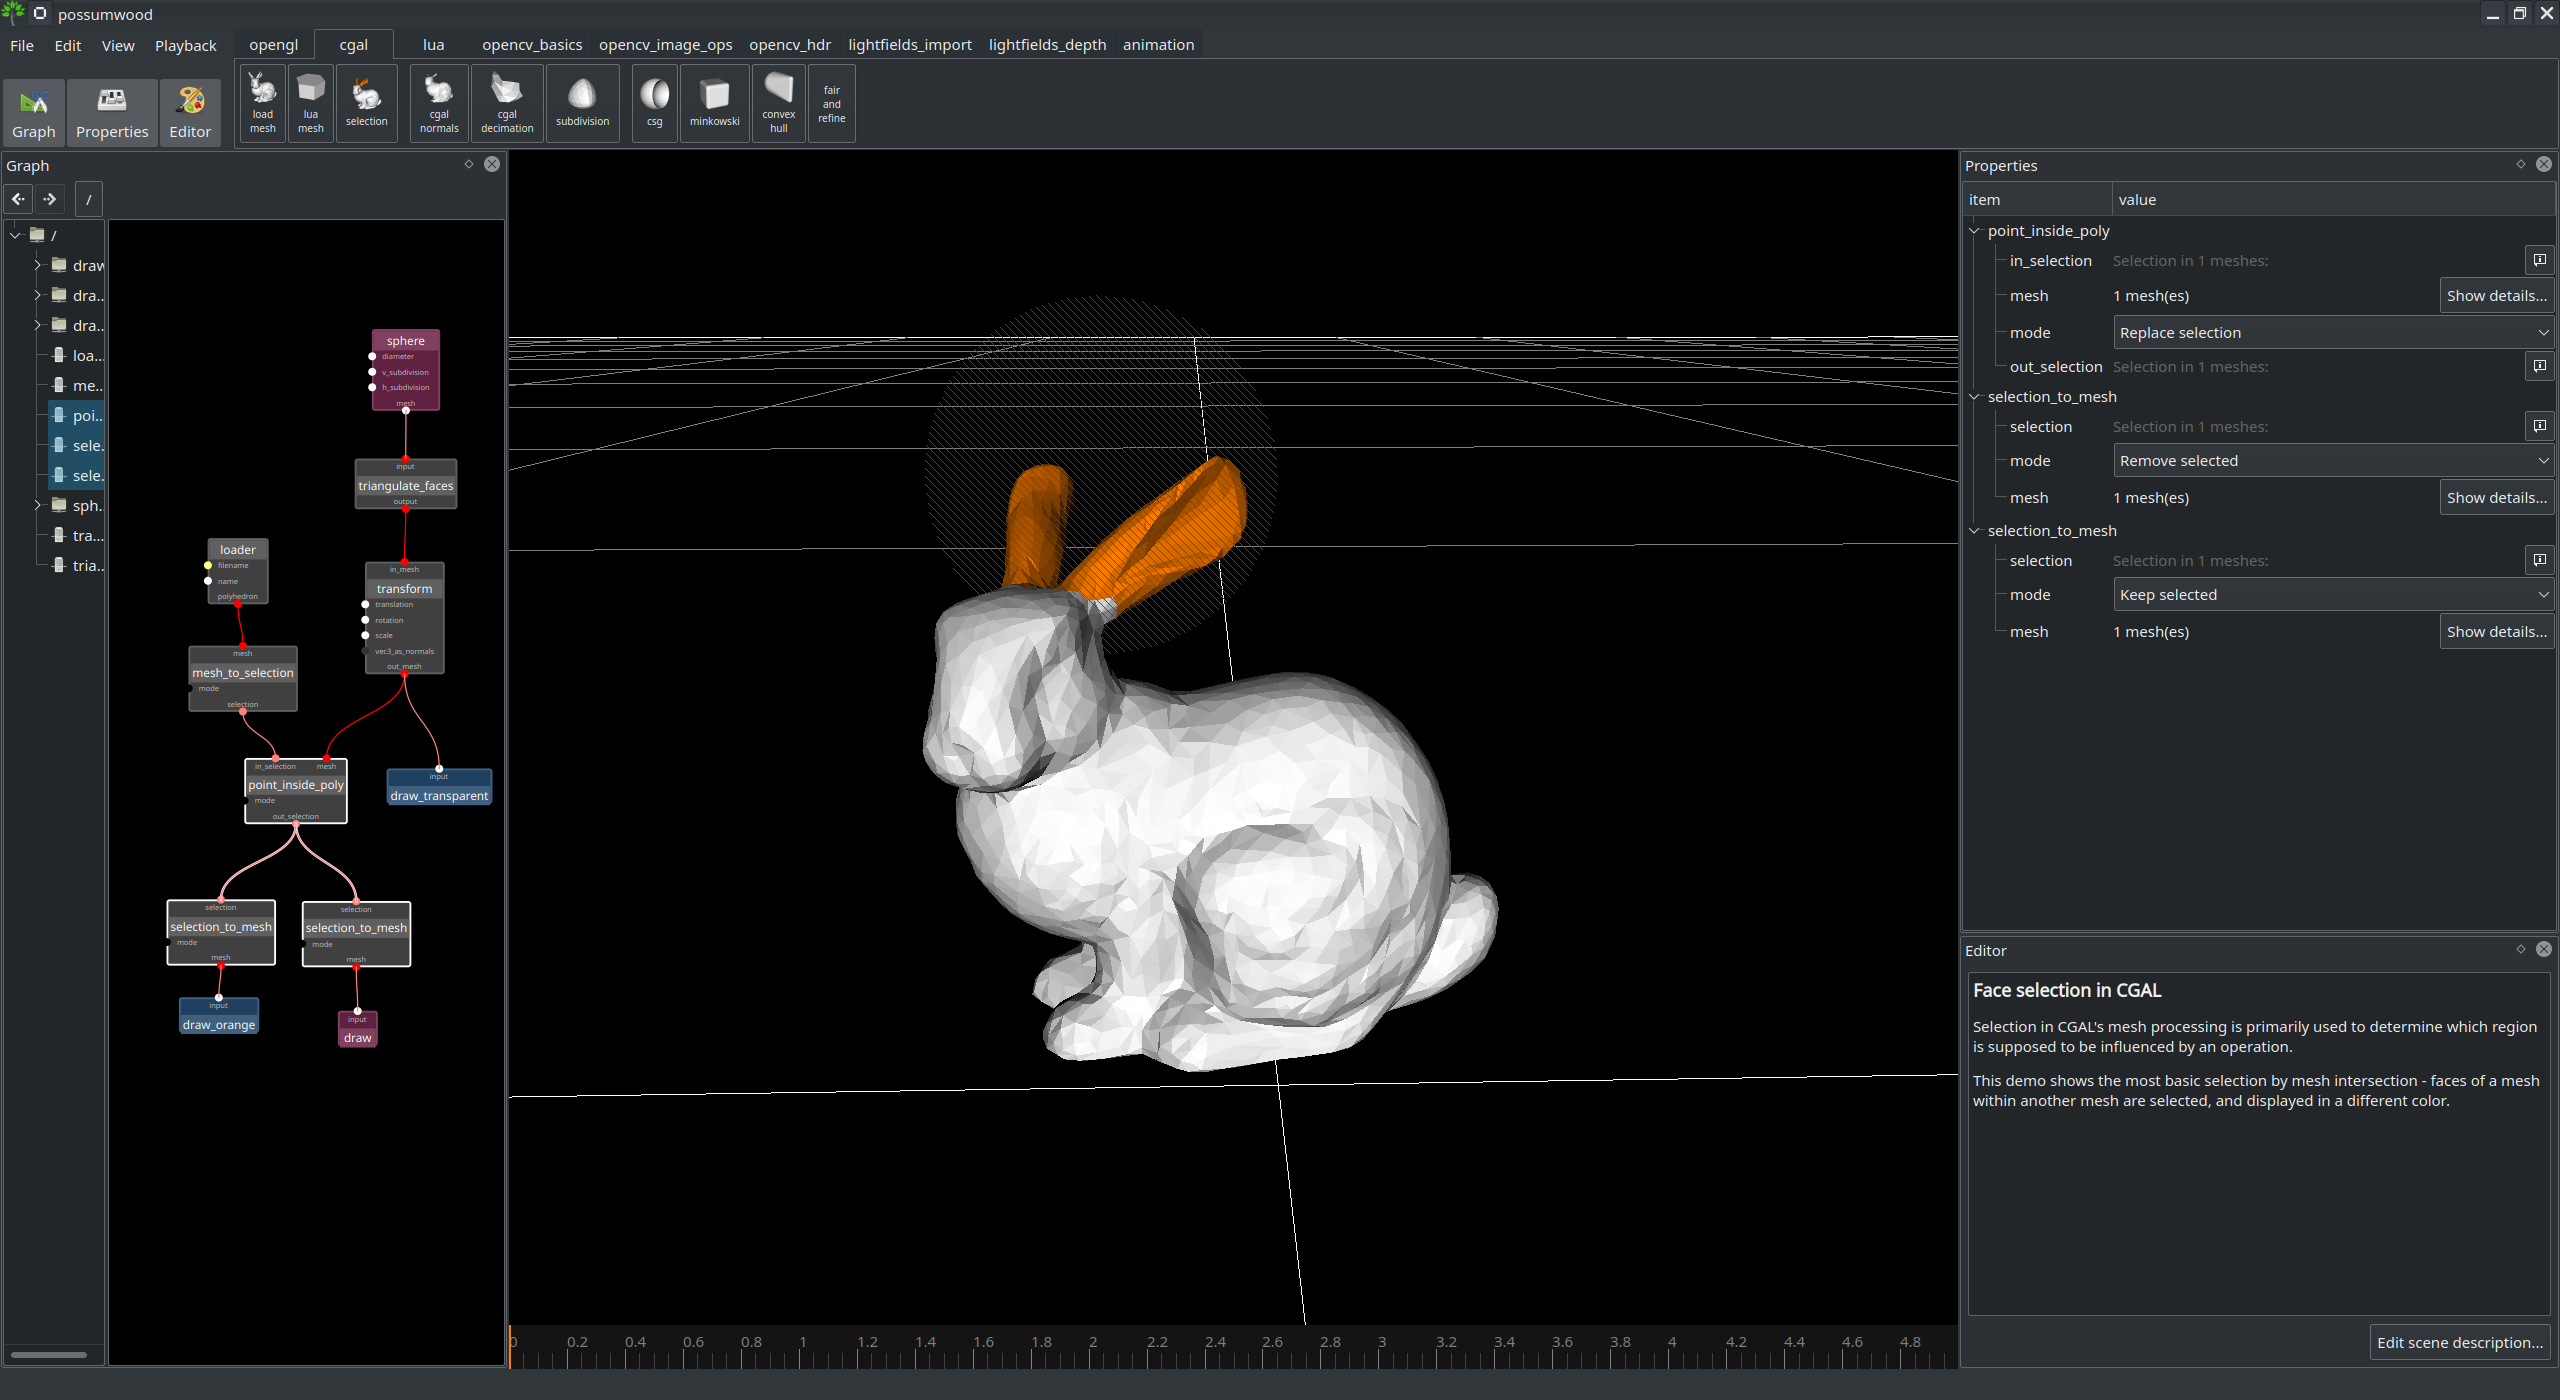 possumwood
File Edit View Playback
opengl cgal lua opencv_basics opencv_image_ops opencv_hdr lightfields_import lightfields_depth animation
Graph Properties Editor
load mesh
lua mesh
selection
cgal normals
cgal decimation
subdivision
csg
minkowski
convex hull
fair and refine
Graph
/
/
draw
dra..
dra..
loa..
me..
poi..
sele.
sele.
sph.
tra...
tria..
sphere
diameter
v_subdivision
h_subdivision
mesh
input
triangulate_faces
output
loader
filename
name
polyhedron
in_mesh
transform
translation
rotation
scale
vec3_as_normals
out_mesh
mesh
mesh_to_selection
mode
selection
in_selection mesh
point_inside_poly
mode
out_selection
input
draw_transparent
selection
selection_to_mesh
mode
mesh
selection
selection_to_mesh
mode
mesh
input
draw_orange
input
draw
0 0.2 0.4 0.6 0.8 1 1.2 1.4 1.6 1.8 2 2.2 2.4 2.6 2.8 3 3.2 3.4 3.6 3.8 4 4.2 4.4 4.6 4.8
Properties
item value
point_inside_poly
in_selection Selection in 1 meshes:
mesh 1 mesh(es) Show details...
mode Replace selection
out_selection Selection in 1 meshes:
selection_to_mesh
selection Selection in 1 meshes:
mode Remove selected
mesh 1 mesh(es) Show details...
selection_to_mesh
selection Selection in 1 meshes:
mode Keep selected
mesh 1 mesh(es) Show details...
Editor
Face selection in CGAL
Selection in CGAL's mesh processing is primarily used to determine which region
is supposed to be influenced by an operation.
This demo shows the most basic selection by mesh intersection - faces of a mesh
within another mesh are selected, and displayed in a different color.
Edit scene description...